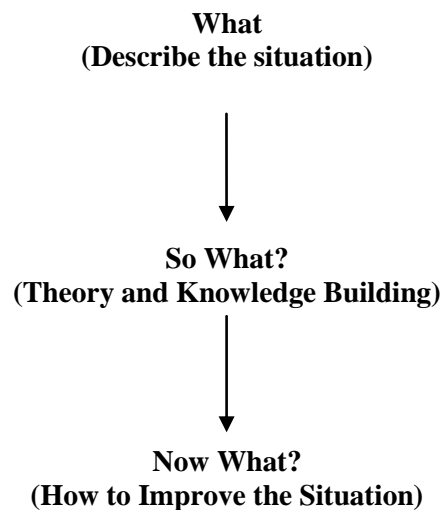 What
(Describe the situation)
So What?
(Theory and Knowledge Building)
Now What?
(How to Improve the Situation)